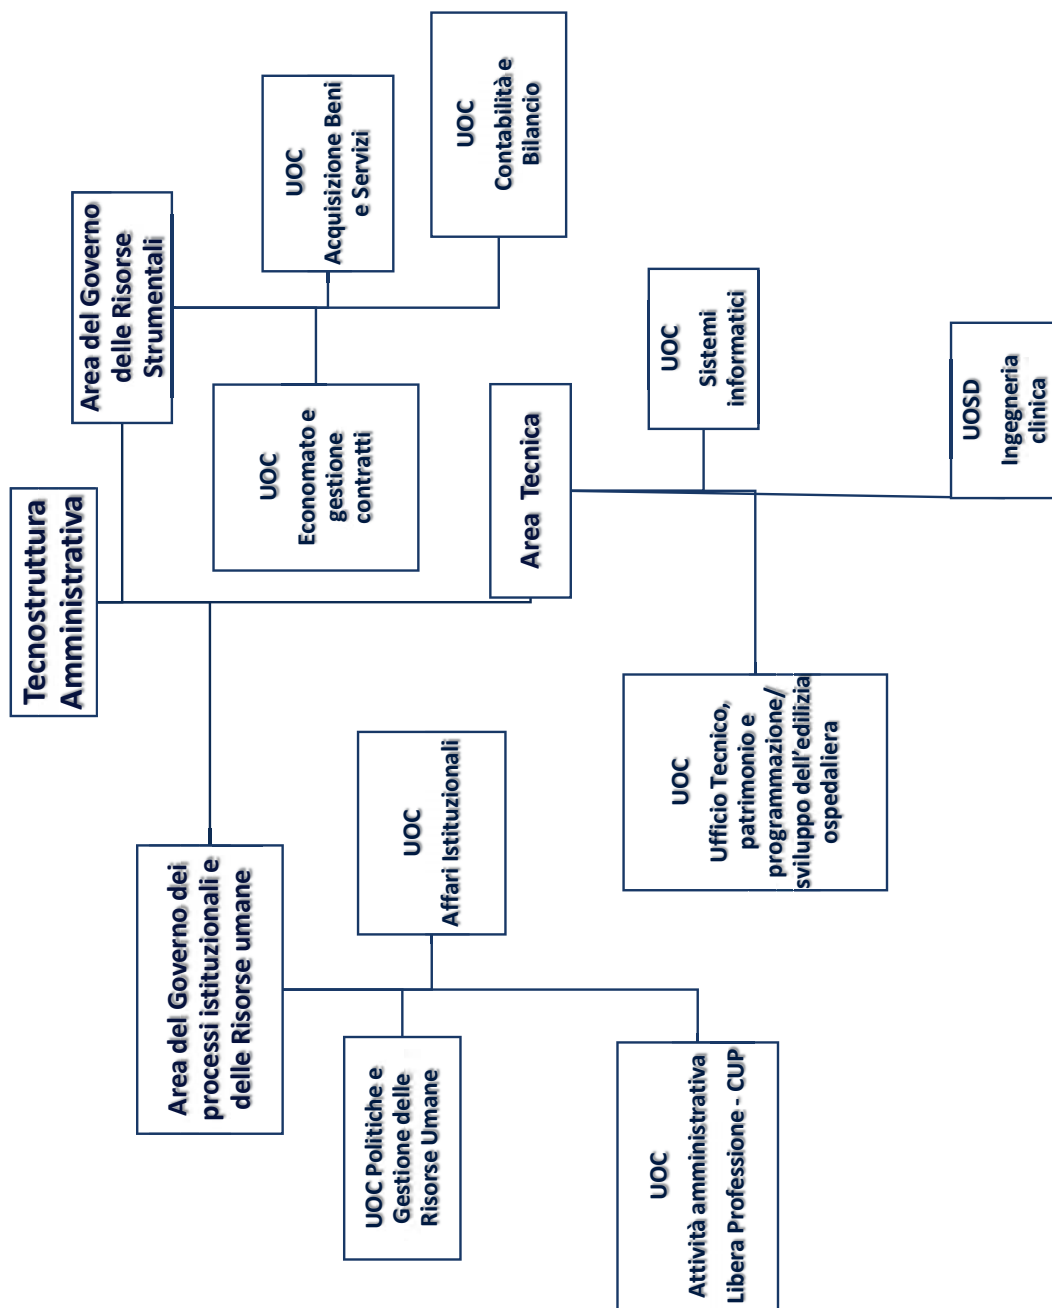 Tecnostruttura
Amministrativa
Area del Governo dei
processi istituzionali e
delle Risorse umane
Area del Governo
delle Risorse
Strumentali
UOC Politiche e
Gestione delle
Risorse Umane
UOC
Affari Istituzionali
UOC
Economato e
gestione
contratti
UOC
Acquisizione Beni
e Servizi
UOC
Contabilità e
Bilancio
Area Tecnica
UOC
Attività amministrativa
Libera Professione - CUP
UOC
Ufficio Tecnico,
patrimonio e
programmazione/
sviluppo dell'edilizia
ospedaliera
UOC
Sistemi
informatici
UOSD
Ingegneria
clinica